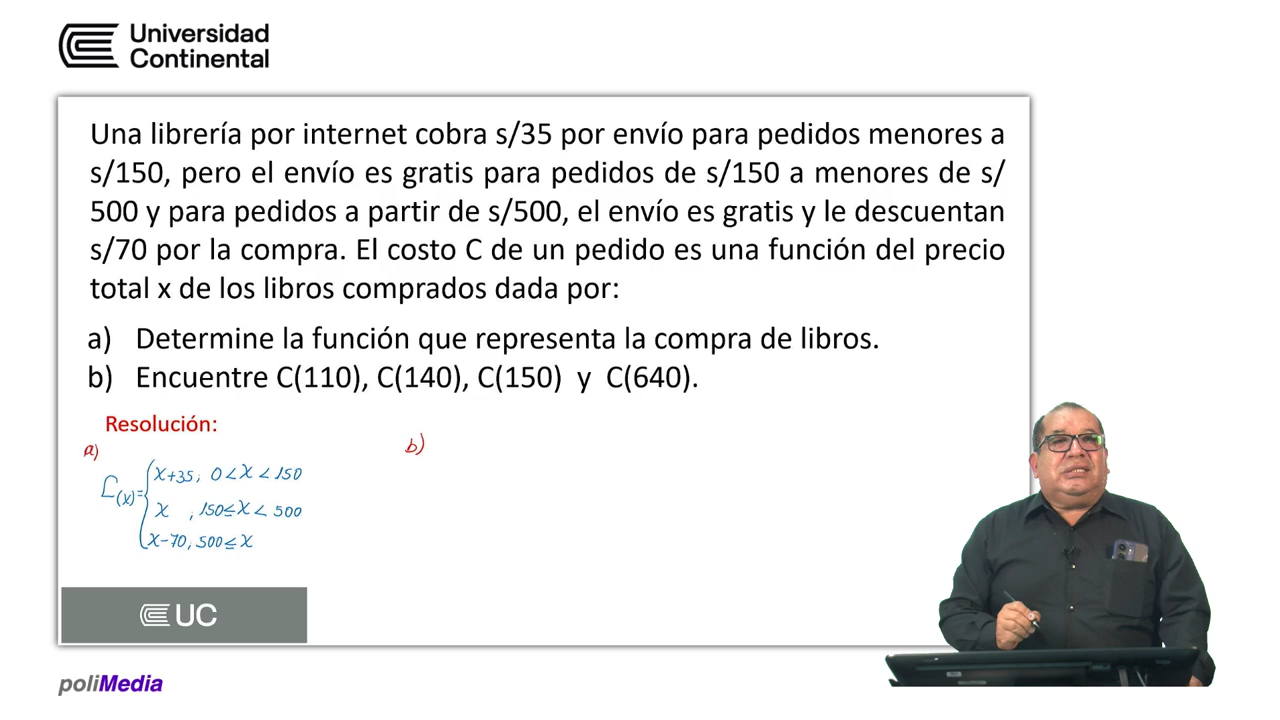 Universidad
Continental
Una librería por internet cobra s/35 por envío para pedidos menores a
s/150, pero el envío es gratis para pedidos de s/150 a menores de s/
500 y para pedidos a partir de s/500, el envío es gratis y le descuentan
s/70 por la compra. El costo C de un pedido es una función del precio
total x de los libros comprados dada por:
a) Determine la función que representa la compra de libros.
b) Encuentre C(110), C(140), C(150) y C(640).
Resolución:
a)
b)
x+35; 0<x<150
C(x)=
x , 150≤x<500
x-70, 500≤x
UC
poliMedia